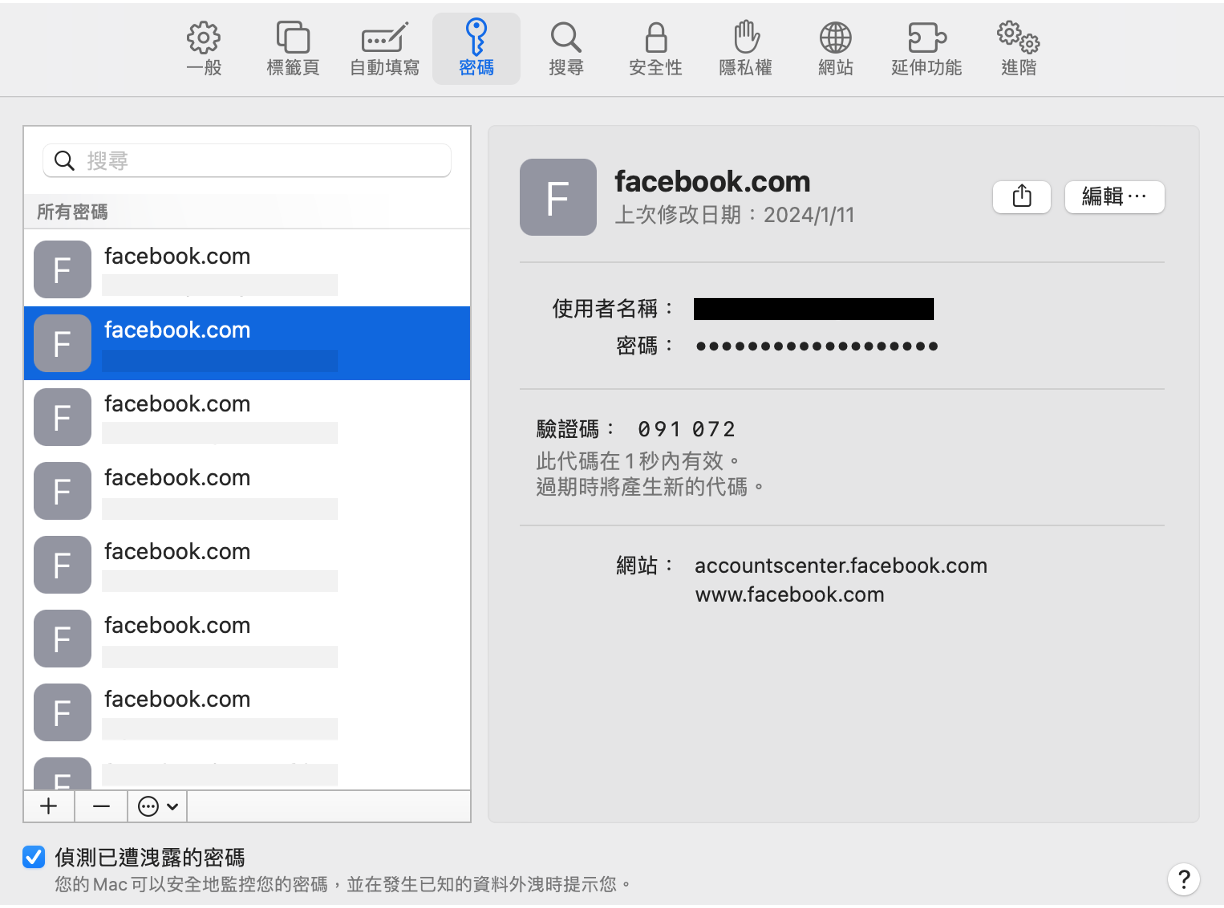 一般
標籤頁
自動填寫
密碼
搜尋
安全性
隱私權
網站
延伸功能
進階
搜尋
所有密碼
F
facebook.com
F
facebook.com
F
facebook.com
F
facebook.com
F
facebook.com
F
facebook.com
F
facebook.com
F
F
facebook.com
上次修改日期：2024/1/11
編輯⋯
使用者名稱：
密碼：••••••••••••••••••••
驗證碼： 091 072
此代碼在 1 秒內有效。
過期時將產生新的代碼。
網站： accountscenter.facebook.com
www.facebook.com
偵測已遭洩露的密碼
您的 Mac 可以安全地監控您的密碼，並在發生已知的資料外洩時提示您。
?